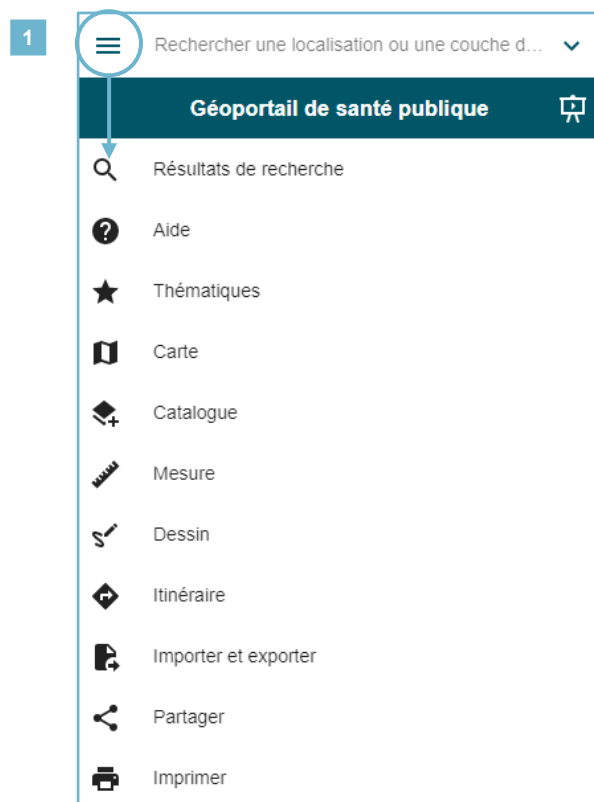 1
Rechercher une localisation ou une couche d...
Géoportail de santé publique
Résultats de recherche
Aide
Thématiques
Carte
Catalogue
Mesure
Dessin
Itinéraire
Importer et exporter
Partager
Imprimer